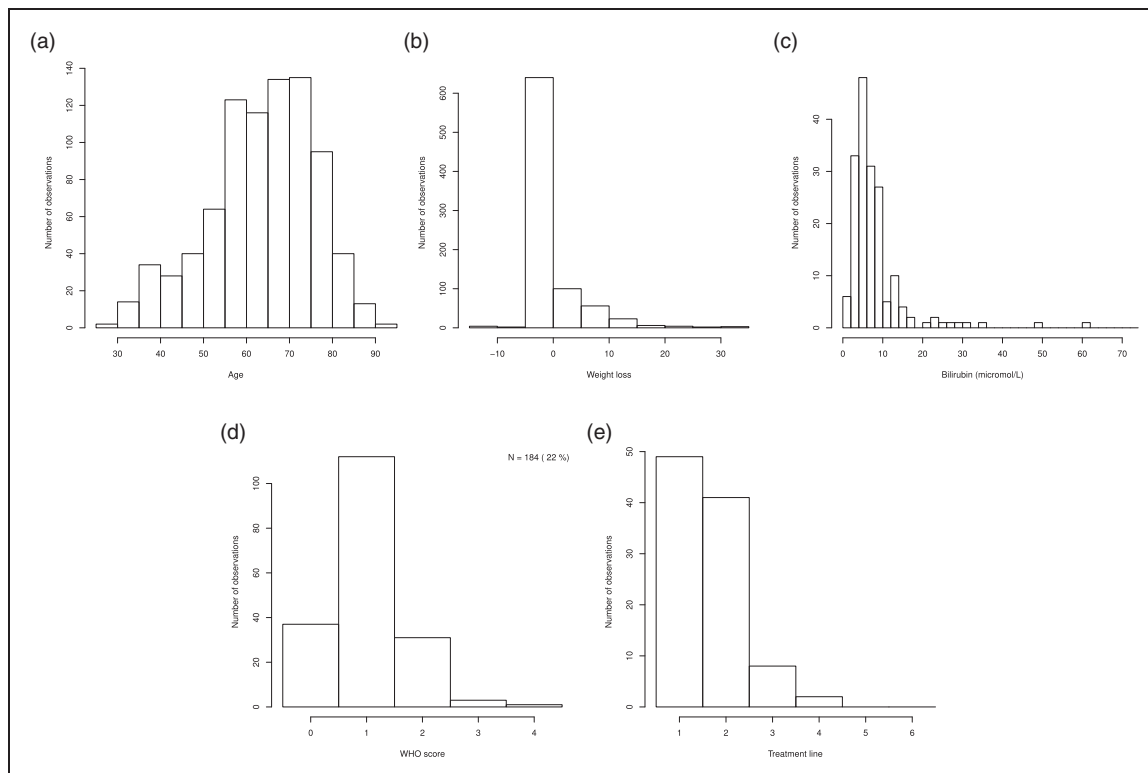 (a)
140
120
100
80
60
40
20
0
Number of observations
30 40 50 60 70 80 90
Age
(b)
600
500
400
300
200
100
0
Number of observations
−10 0 10 20 30
Weight loss
(c)
40
30
20
10
0
Number of observations
0 10 20 30 40 50 60 70
Bilirubin (micromol/L)
(d)
N = 184 ( 22 %)
100
80
60
40
20
0
Number of observations
0 1 2 3 4
WHO score
(e)
50
40
30
20
10
0
Number of observations
1 2 3 4 5 6
Treatment line